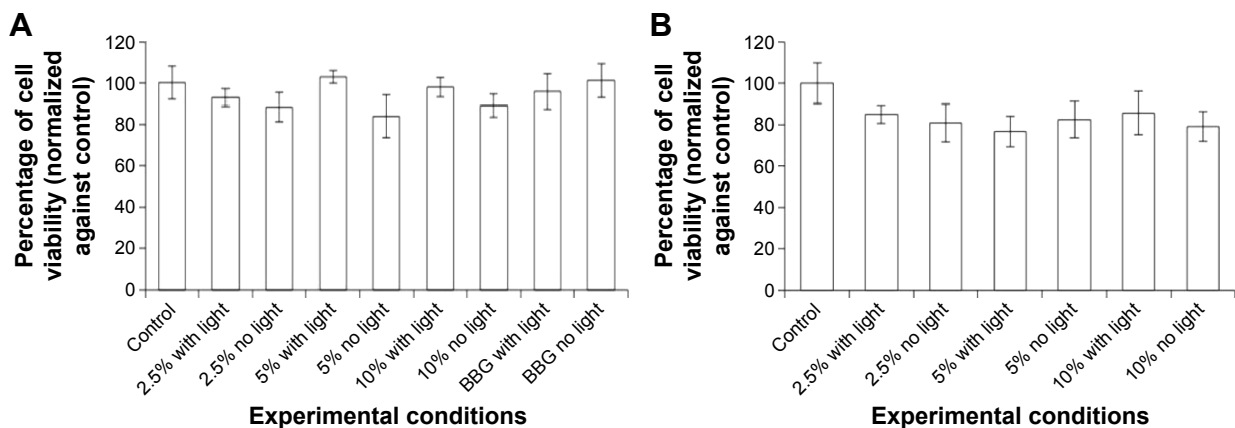 A
Percentage of cell
viability (normalized
against control)
120
100
80
60
40
20
0
Control
2.5% with light
2.5% no light
5% with light
5% no light
10% with light
10% no light
BBG with light
BBG no light
Experimental conditions
B
Percentage of cell
viability (normalized
against control)
120
100
80
60
40
20
0
Control
2.5% with light
2.5% no light
5% with light
5% no light
10% with light
10% no light
Experimental conditions